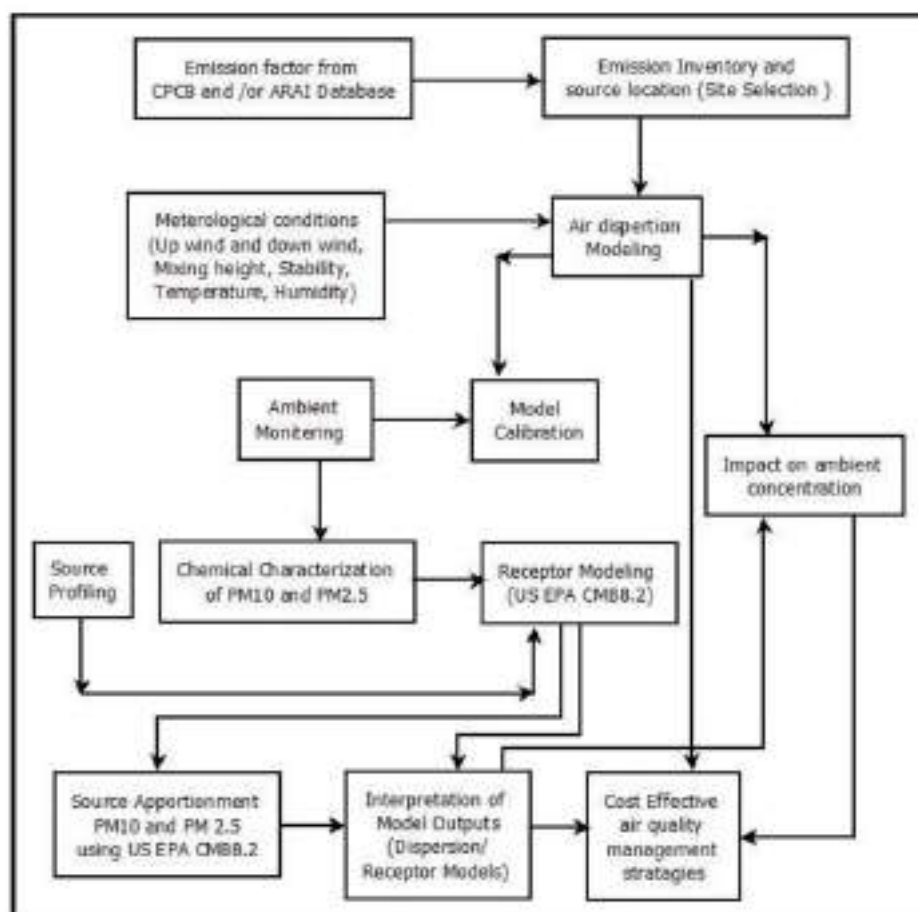 Emission factor from
CPCB and /or ARAI Database
Emission Inventory and
source location (Site Selection )
Meterological conditions
(Up wind and down wind,
Mixing height, Stability,
Temperature, Humidity)
Air dispertion
Modeling
Ambient
Monitering
Model
Calibration
Impact on ambient
concentration
Source
Profiling
Chemical Characterization
of PM10 and PM2.5
Receptor Modeling
(US EPA CMB8.2)
Source Apportionment
PM10 and PM 2.5
using US EPA CMB8.2
Interpretation of
Model Outputs
(Dispersion/
Receptor Models)
Cost Effective
air quality
management
stratagies